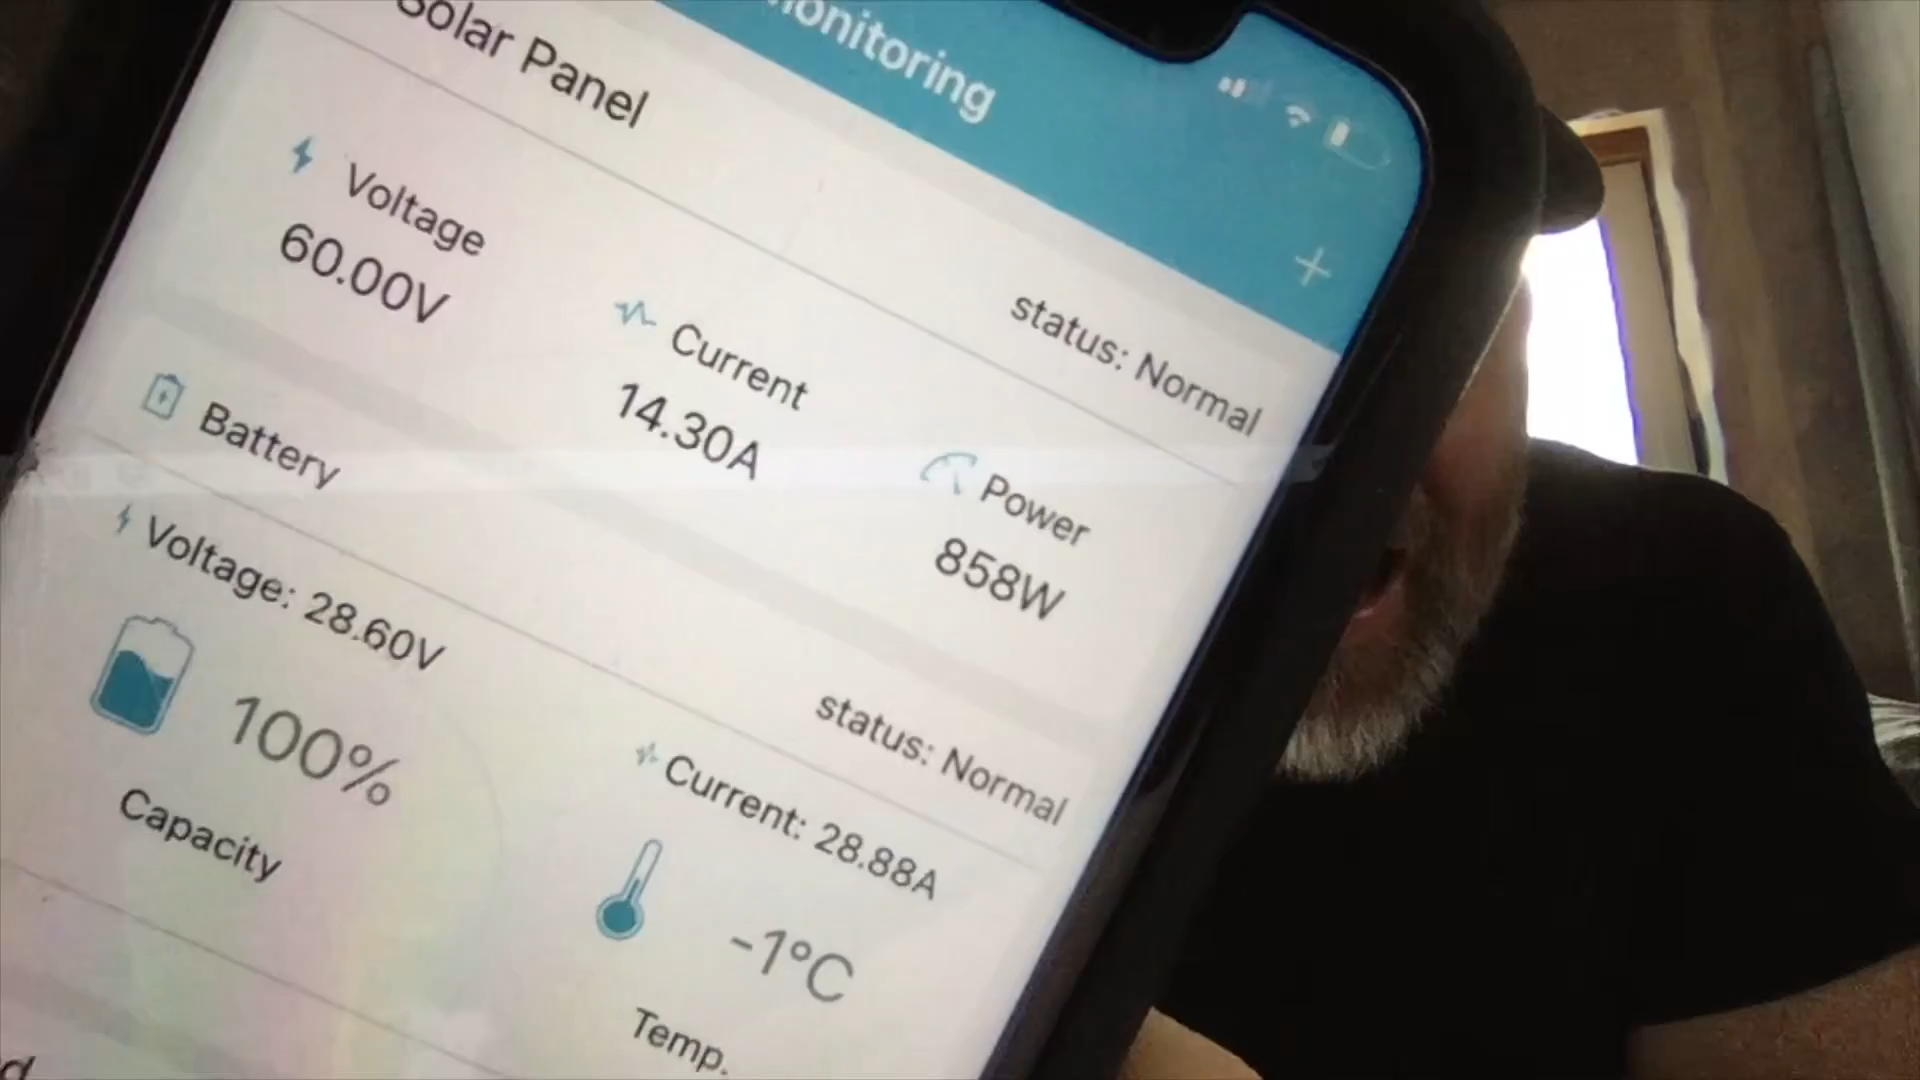 onitoring
+
Solar Panel
status: Normal
Voltage
60.00V
Current
14.30A
Power
858W
Battery
status: Normal
Voltage: 28.60V
Current: 28.88A
100%
Capacity
-1°C
Temp.
d